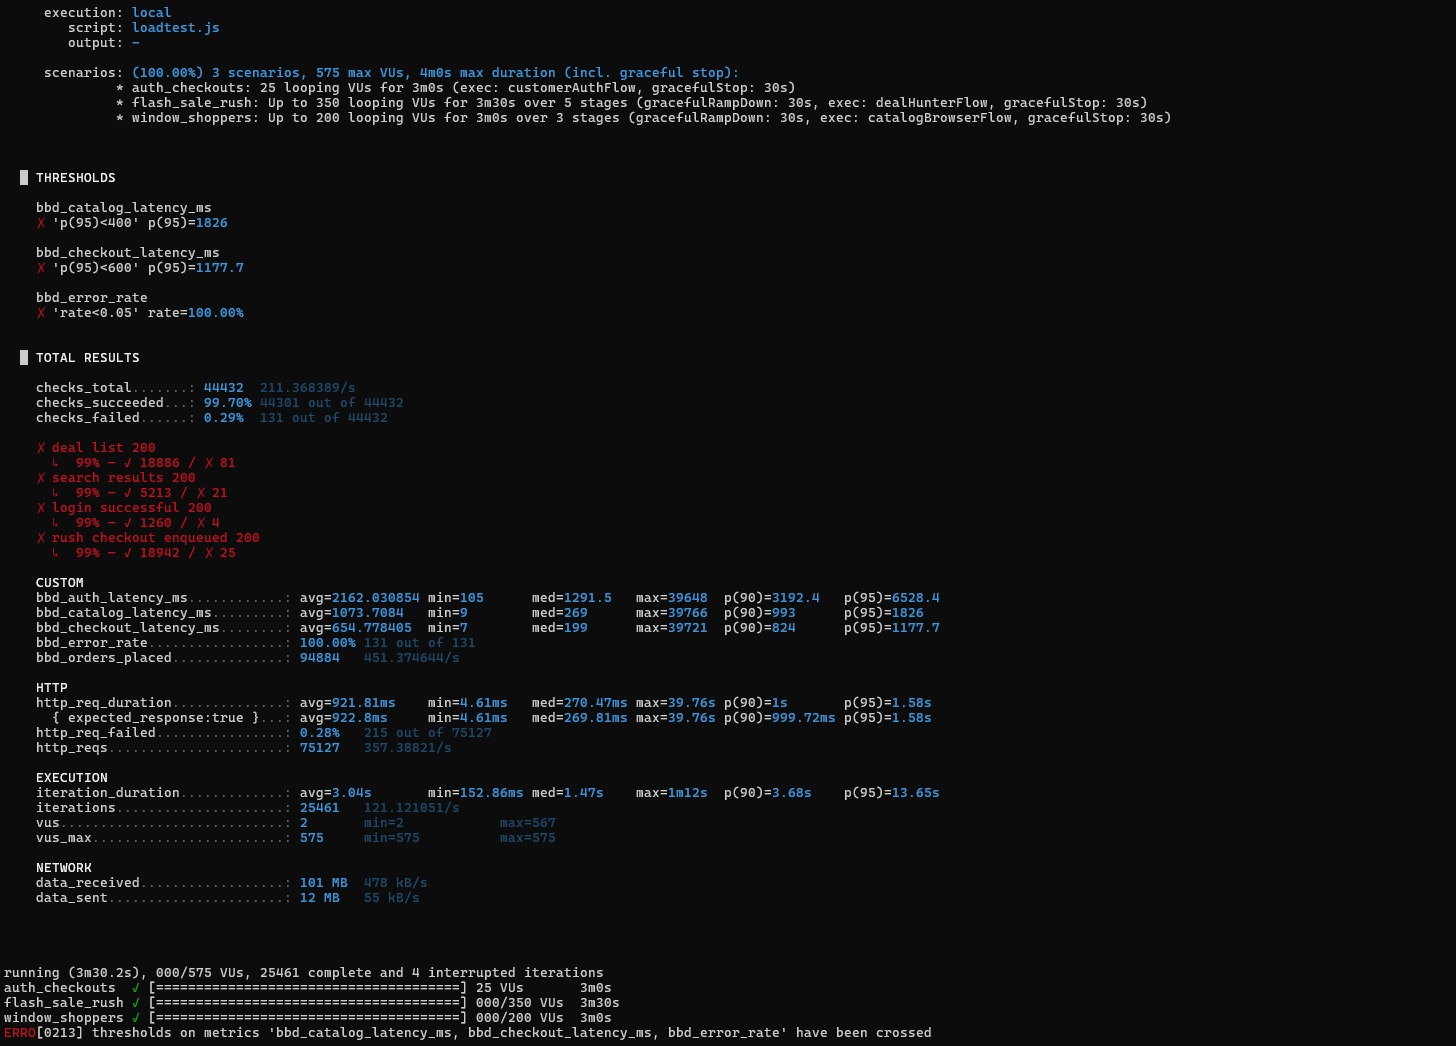 execution: local
script: loadtest.js
output: -
scenarios: (100.00%) 3 scenarios, 575 max VUs, 4m0s max duration (incl. graceful stop):
* auth_checkouts: 25 looping VUs for 3m0s (exec: customerAuthFlow, gracefulStop: 30s)
* flash_sale_rush: Up to 350 looping VUs for 3m30s over 5 stages (gracefulRampDown: 30s, exec: dealHunterFlow, gracefulStop: 30s)
* window_shoppers: Up to 200 looping VUs for 3m0s over 3 stages (gracefulRampDown: 30s, exec: catalogBrowserFlow, gracefulStop: 30s)
█ THRESHOLDS
bbd_catalog_latency_ms
✗ 'p(95)<400' p(95)=1826
bbd_checkout_latency_ms
✗ 'p(95)<600' p(95)=1177.7
bbd_error_rate
✗ 'rate<0.05' rate=100.00%
█ TOTAL RESULTS
checks_total.......: 44432 211.368389/s
checks_succeeded...: 99.70% 44301 out of 44432
checks_failed......: 0.29% 131 out of 44432
✗ deal list 200
↳ 99% — ✓ 18886 / ✗ 81
✗ search results 200
↳ 99% — ✓ 5213 / ✗ 21
✗ login successful 200
↳ 99% — ✓ 1260 / ✗ 4
✗ rush checkout enqueued 200
↳ 99% — ✓ 18942 / ✗ 25
CUSTOM
bbd_auth_latency_ms............: avg=2162.030854 min=105 med=1291.5 max=39648 p(90)=3192.4 p(95)=6528.4
bbd_catalog_latency_ms.........: avg=1073.7084 min=9 med=269 max=39766 p(90)=993 p(95)=1826
bbd_checkout_latency_ms........: avg=654.778405 min=7 med=199 max=39721 p(90)=824 p(95)=1177.7
bbd_error_rate.................: 100.00% 131 out of 131
bbd_orders_placed..............: 94884 451.374644/s
HTTP
http_req_duration..............: avg=921.81ms min=4.61ms med=270.47ms max=39.76s p(90)=1s p(95)=1.58s
{ expected_response:true }...: avg=922.8ms min=4.61ms med=269.81ms max=39.76s p(90)=999.72ms p(95)=1.58s
http_req_failed................: 0.28% 215 out of 75127
http_reqs......................: 75127 357.38821/s
EXECUTION
iteration_duration.............: avg=3.04s min=152.86ms med=1.47s max=1m12s p(90)=3.68s p(95)=13.65s
iterations.....................: 25461 121.121051/s
vus............................: 2 min=2 max=567
vus_max........................: 575 min=575 max=575
NETWORK
data_received..................: 101 MB 478 kB/s
data_sent......................: 12 MB 55 kB/s
running (3m30.2s), 000/575 VUs, 25461 complete and 4 interrupted iterations
auth_checkouts ✓ [======================================] 25 VUs 3m0s
flash_sale_rush ✓ [======================================] 000/350 VUs 3m30s
window_shoppers ✓ [======================================] 000/200 VUs 3m0s
ERRO[0213] thresholds on metrics 'bbd_catalog_latency_ms, bbd_checkout_latency_ms, bbd_error_rate' have been crossed